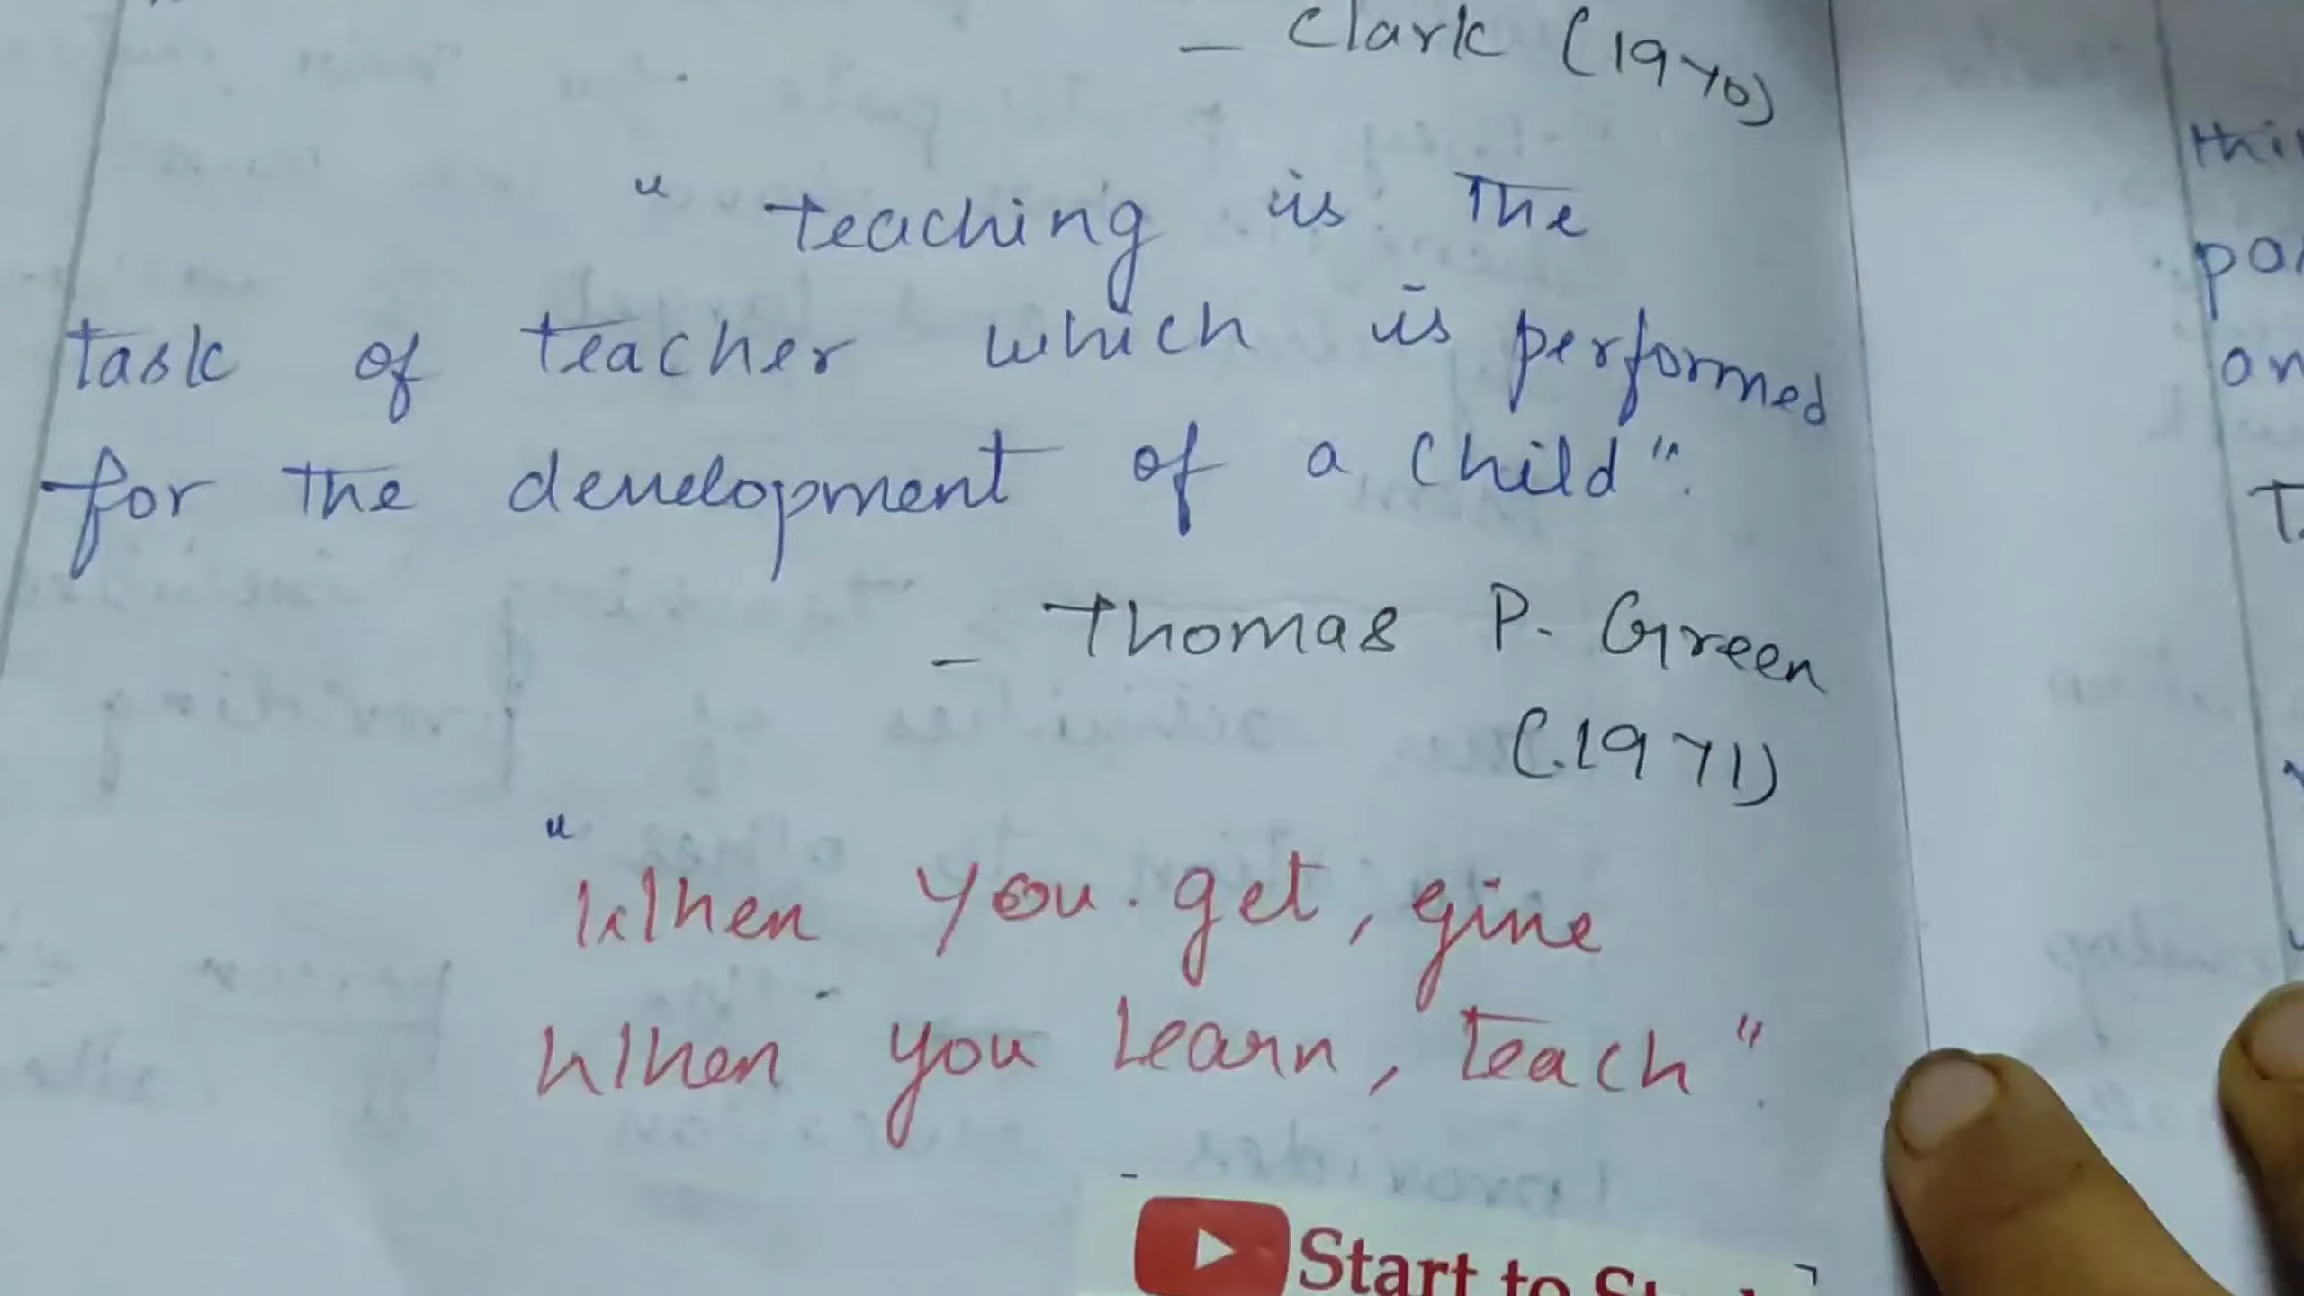 - Clark (1970)
"teaching is the
task of teacher which is performed
for the development of a child".
- Thomas P. Green
(1971)
"When you get, give
When you learn, teach".
Start to